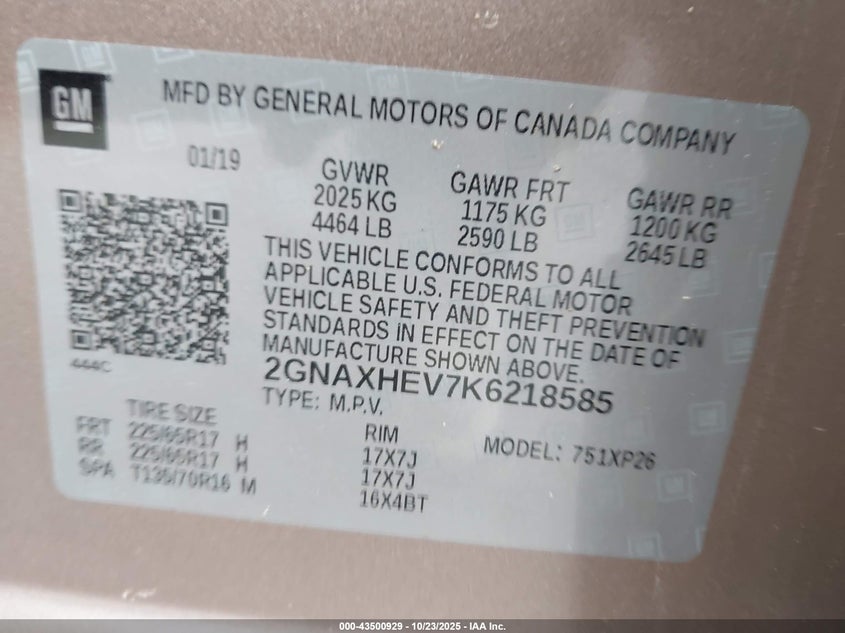 GM
MFD BY GENERAL MOTORS OF CANADA COMPANY
01/19
GVWR
2025 KG
4464 LB
GAWR FRT
1175 KG
2590 LB
GAWR RR
1200 KG
2645 LB
THIS VEHICLE CONFORMS TO ALL
APPLICABLE U.S. FEDERAL MOTOR
VEHICLE SAFETY AND THEFT PREVENTION
STANDARDS IN EFFECT ON THE DATE OF
MANUFACTURE SHOWN ABOVE.
444C
2GNAXHEV7K6218585
TYPE: M.P.V.
MODEL: 751XP26
TIRE SIZE RIM
FRT 225/65R17 H 17X7J
RR 225/65R17 H 17X7J
SPA T135/70R16 M 16X4BT
000-43500929 - 10/23/2025 - IAA Inc.